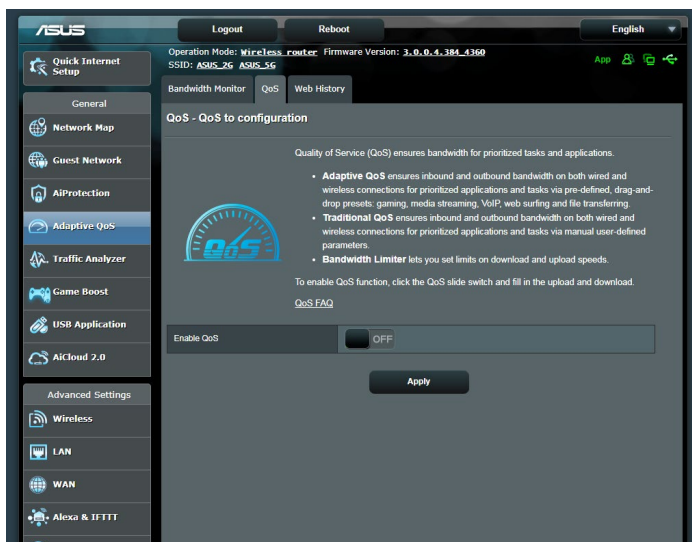 ASUS
Logout
Reboot
English
Quick Internet
Setup
Operation Mode: Wireless router Firmware Version: 3.0.0.4.384_4360
SSID: ASUS_2G ASUS_5G
App
General
Network Map
Guest Network
AiProtection
Adaptive QoS
Traffic Analyzer
Game Boost
USB Application
AiCloud 2.0
Advanced Settings
Wireless
LAN
WAN
Alexa & IFTTT
Bandwidth Monitor
QoS
Web History
QoS - QoS to configuration
QoS
Quality of Service (QoS) ensures bandwidth for prioritized tasks and applications.
• Adaptive QoS ensures inbound and outbound bandwidth on both wired and
wireless connections for prioritized applications and tasks via pre-defined, drag-and-
drop presets: gaming, media streaming, VoIP, web surfing and file transferring.
• Traditional QoS ensures inbound and outbound bandwidth on both wired and
wireless connections for prioritized applications and tasks via manual user-defined
parameters.
• Bandwidth Limiter lets you set limits on download and upload speeds.
To enable QoS function, click the QoS slide switch and fill in the upload and download.
QoS FAQ
Enable QoS
OFF
Apply